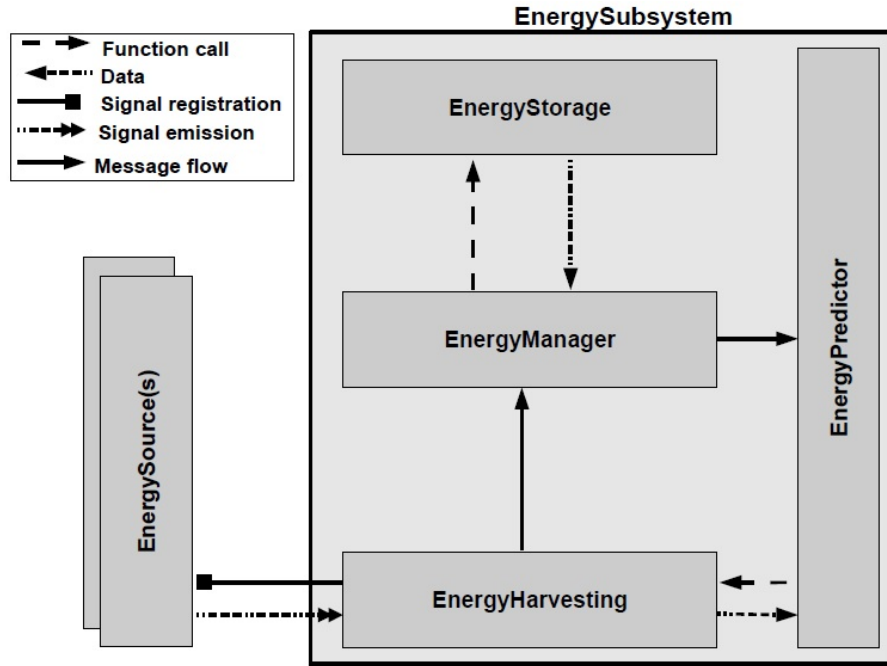 EnergySubsystem
Function call
Data
Signal registration
Signal emission
Message flow
EnergyStorage
EnergyManager
EnergyPredictor
EnergySource(s)
EnergyHarvesting